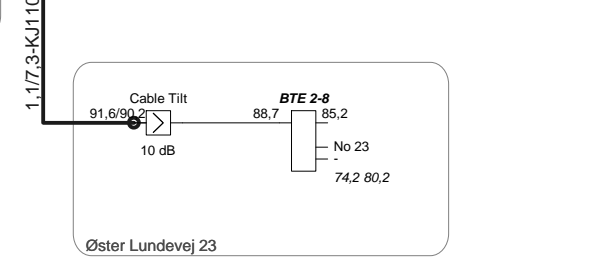 1,1/7,3-KJ110
Cable Tilt
BTE 2-8
91,6/90,2
88,7
85,2
10 dB
No 23
-
74,2 80,2
Øster Lundevej 23